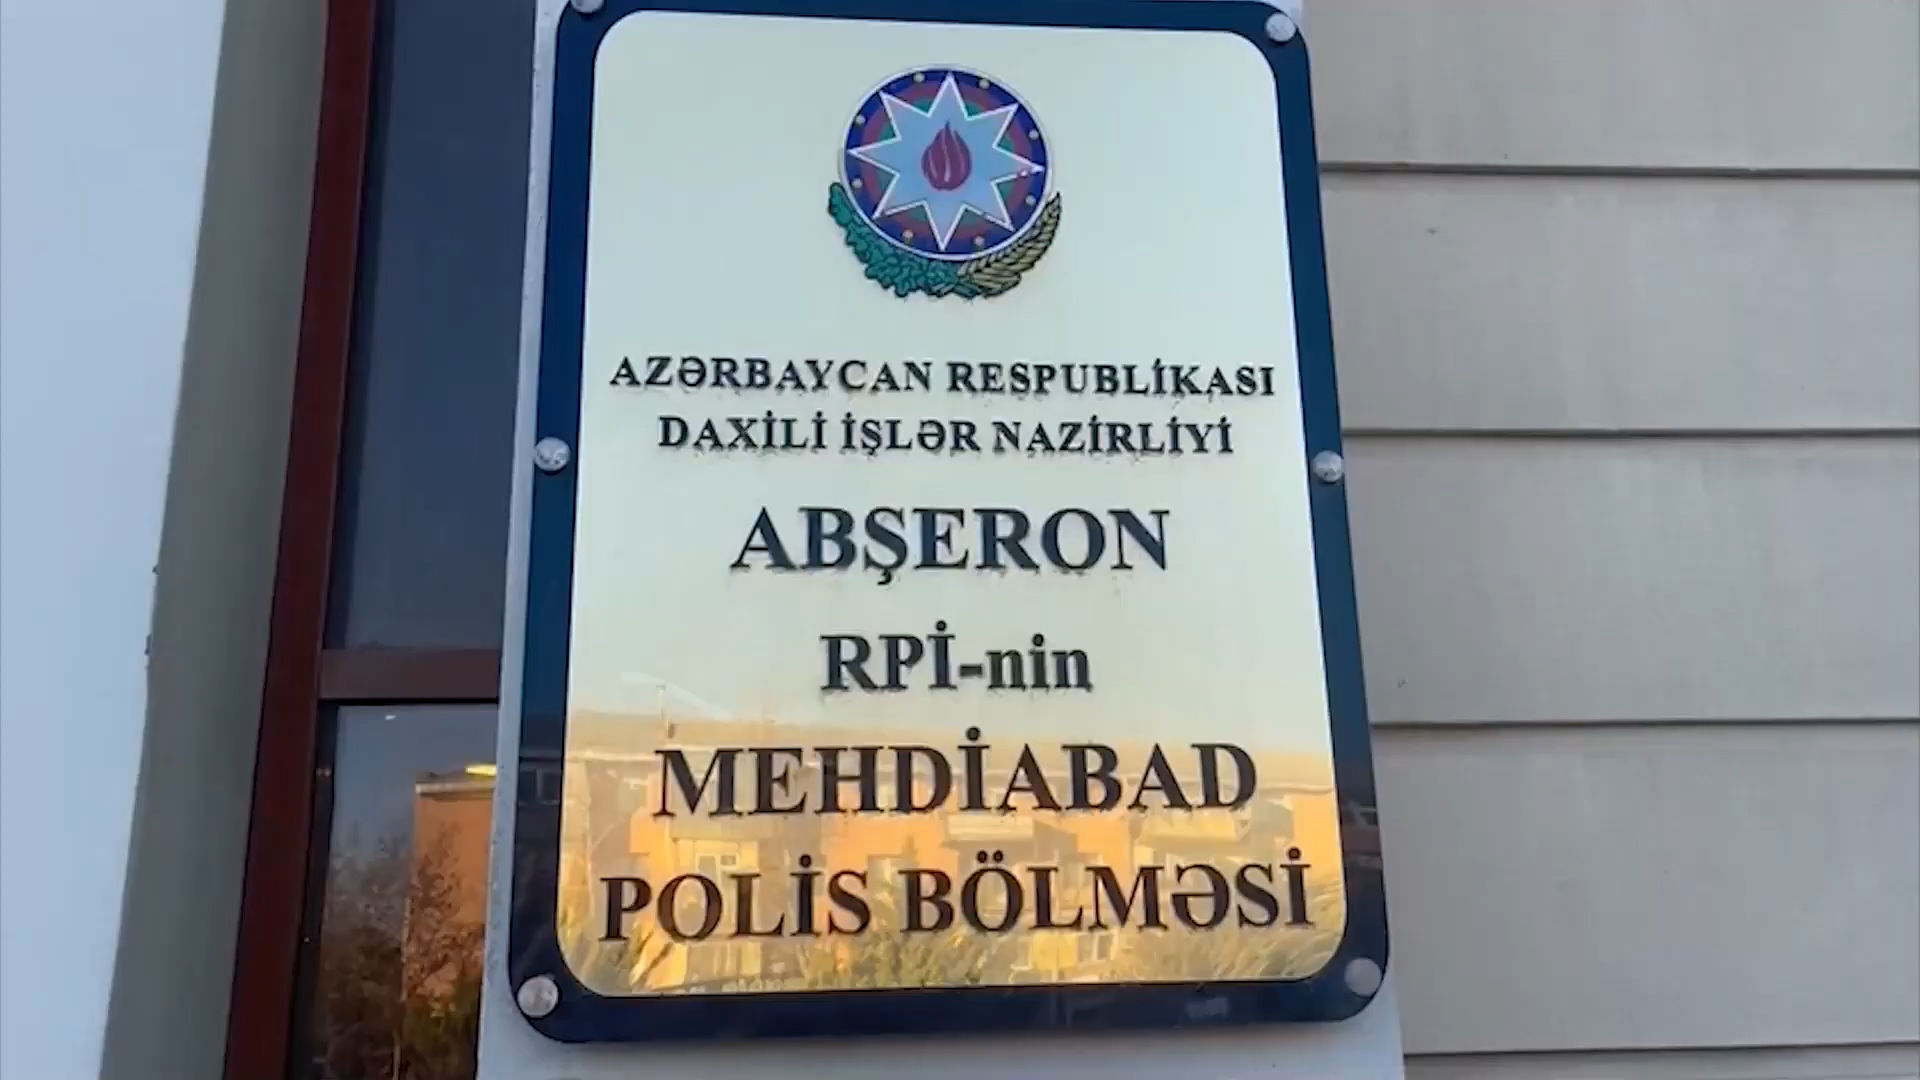 AZƏRBAYCAN RESPUBLİKASI
DAXİLİ İŞLƏR NAZİRLİYİ
ABŞERON
RPİ-nin
MEHDİABAD
POLİS BÖLMƏSİ